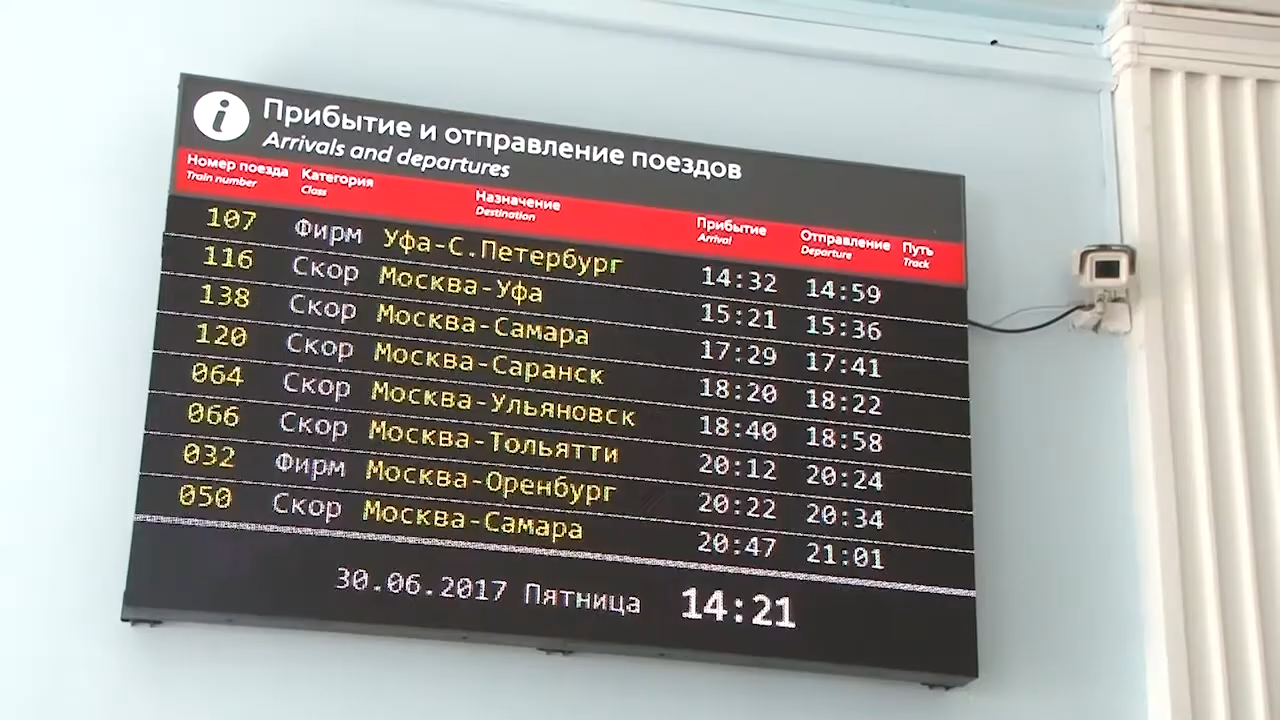 i Прибытие и отправление поездов
Arrivals and departures
Номер поезда Категория Назначение Прибытие Отправление Путь
Train number Class Destination Arrival Departure Track
107 Фирм Уфа-С.Петербург 14:32 14:59
116 Скор Москва-Уфа 15:21 15:36
138 Скор Москва-Самара 17:29 17:41
120 Скор Москва-Саранск 18:20 18:22
064 Скор Москва-Ульяновск 18:40 18:58
066 Скор Москва-Тольятти 20:12 20:24
032 Фирм Москва-Оренбург 20:22 20:34
050 Скор Москва-Самара 20:47 21:01
30.06.2017 Пятница 14:21